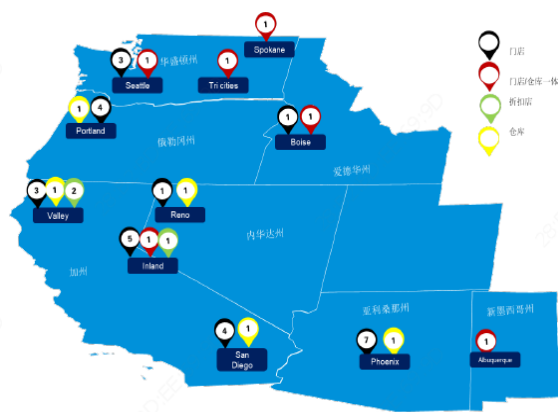 1
Spokane
门店
3
1
华盛顿州
1
门店/仓库一体
Seattle
Tri cities
折扣店
1
4
1
1
仓库
Portland
俄勒冈州
Boise
爱德华州
3
1
2
1
1
Valley
Reno
5
1
1
内华达州
Inland
加州
亚利桑那州
新墨西哥州
4
1
7
1
1
San
Diego
Phoenix
Albuquerque